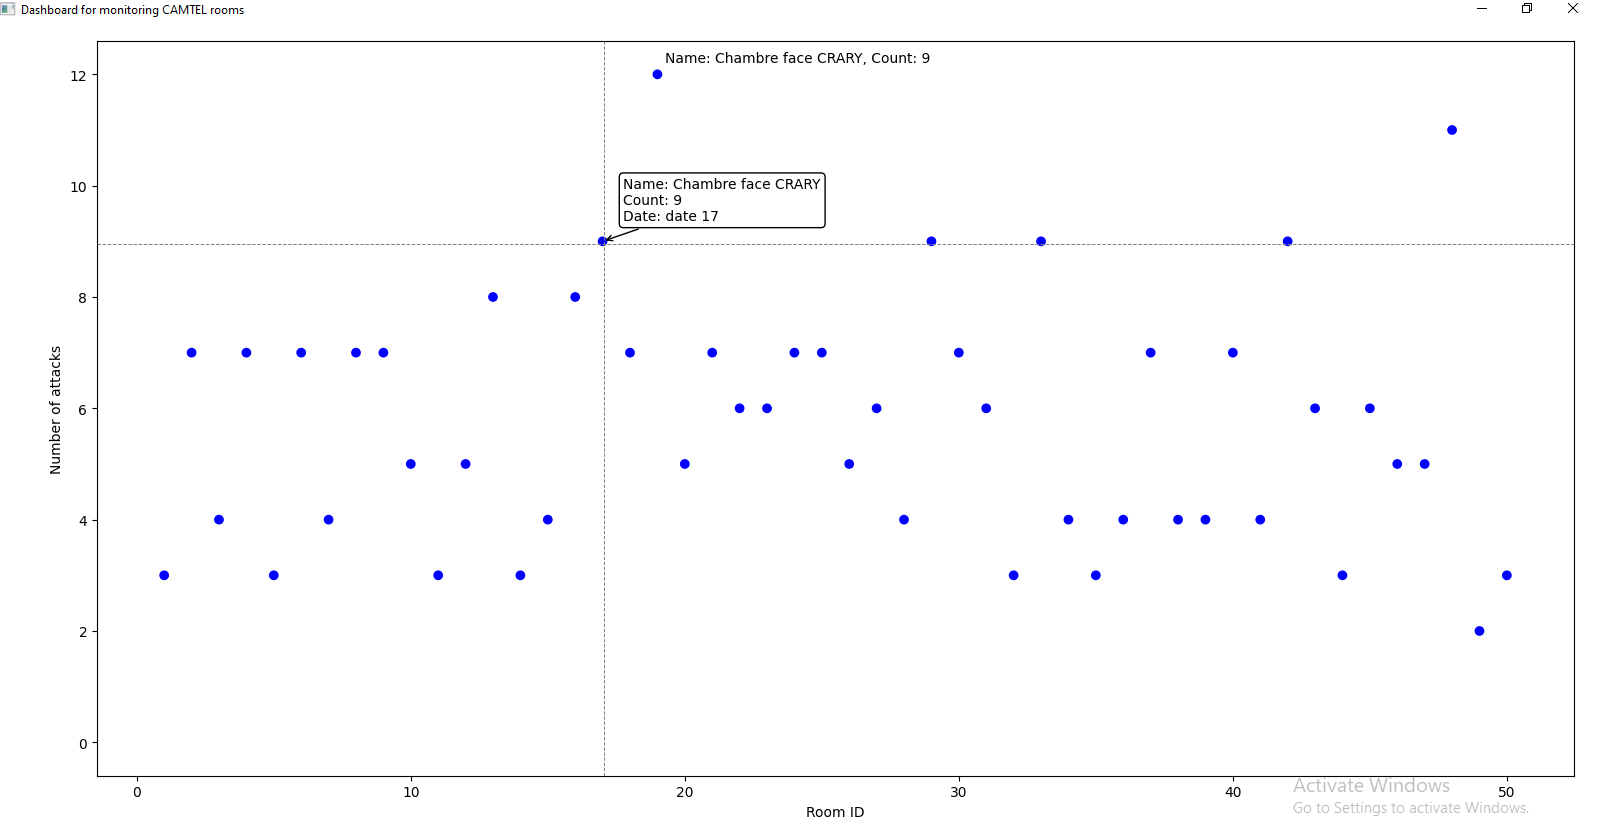 Dashboard for monitoring CAMTEL rooms
Name: Chambre face CRARY, Count: 9
Name: Chambre face CRARY
Count: 9
Date: date 17
12
10
8
6
4
2
0
Number of attacks
0
10
20
30
40
50
Room ID
Activate Windows
Go to Settings to activate Windows.